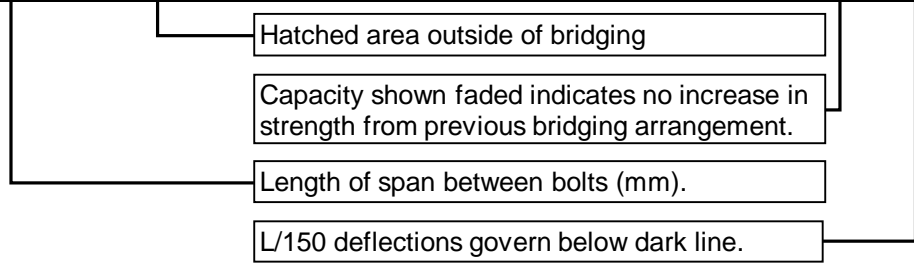 Hatched area outside of bridging
Capacity shown faded indicates no increase in
strength from previous bridging arrangement.
Length of span between bolts (mm).
L/150 deflections govern below dark line.